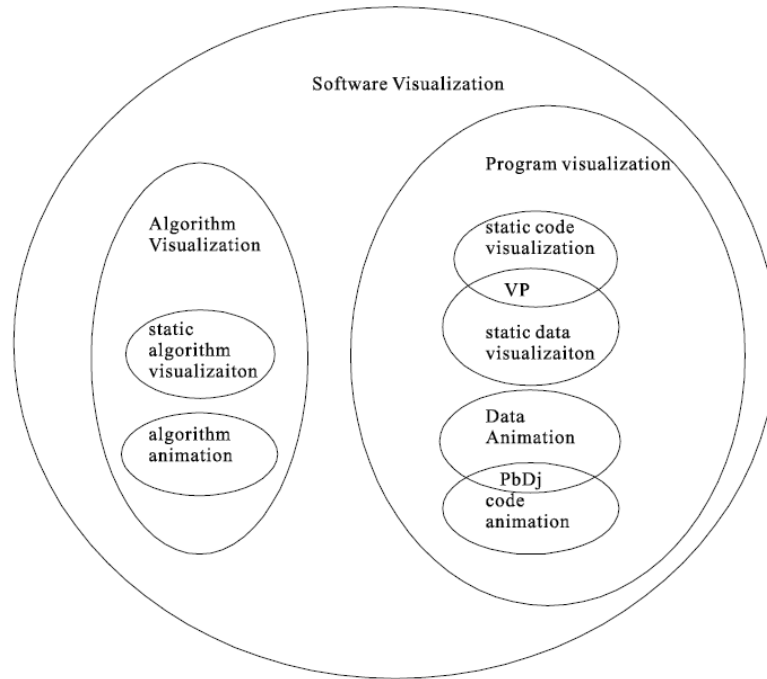 Software Visualization
Program visualization
Algorithm
Visualization
static code
visualization
VP
static data
visualizaiton
static
algorithm
visualizaiton
algorithm
animation
Data
Animation
PbDj
code
animation